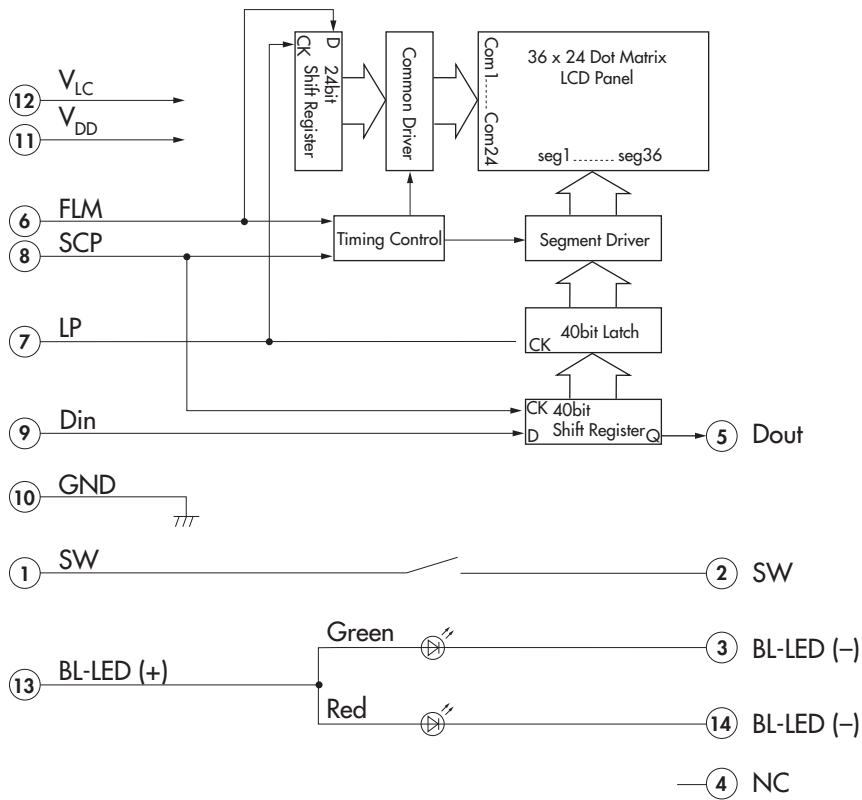 D
CK
24bit
Shift Register
Common Driver
Com1........Com24
36 x 24 Dot Matrix
LCD Panel
seg1........ seg36
12 VLC
11 VDD
6 FLM
Timing Control
Segment Driver
8 SCP
7 LP
40bit Latch
CK
CK 40bit
Shift Register
D
Q
9 Din
5 Dout
10 GND
1 SW
2 SW
13 BL-LED (+)
Green
3 BL-LED (–)
Red
14 BL-LED (–)
4 NC